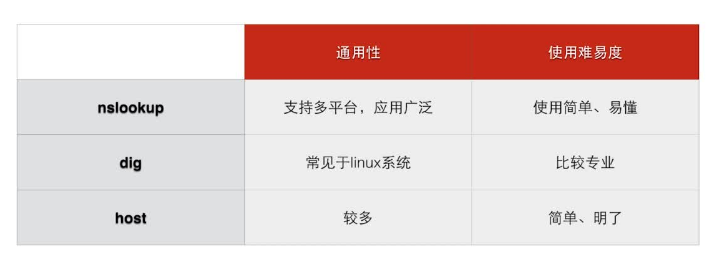 通用性 使用难易度
nslookup 支持多平台，应用广泛 使用简单、易懂
dig 常见于linux系统 比较专业
host 较多 简单、明了